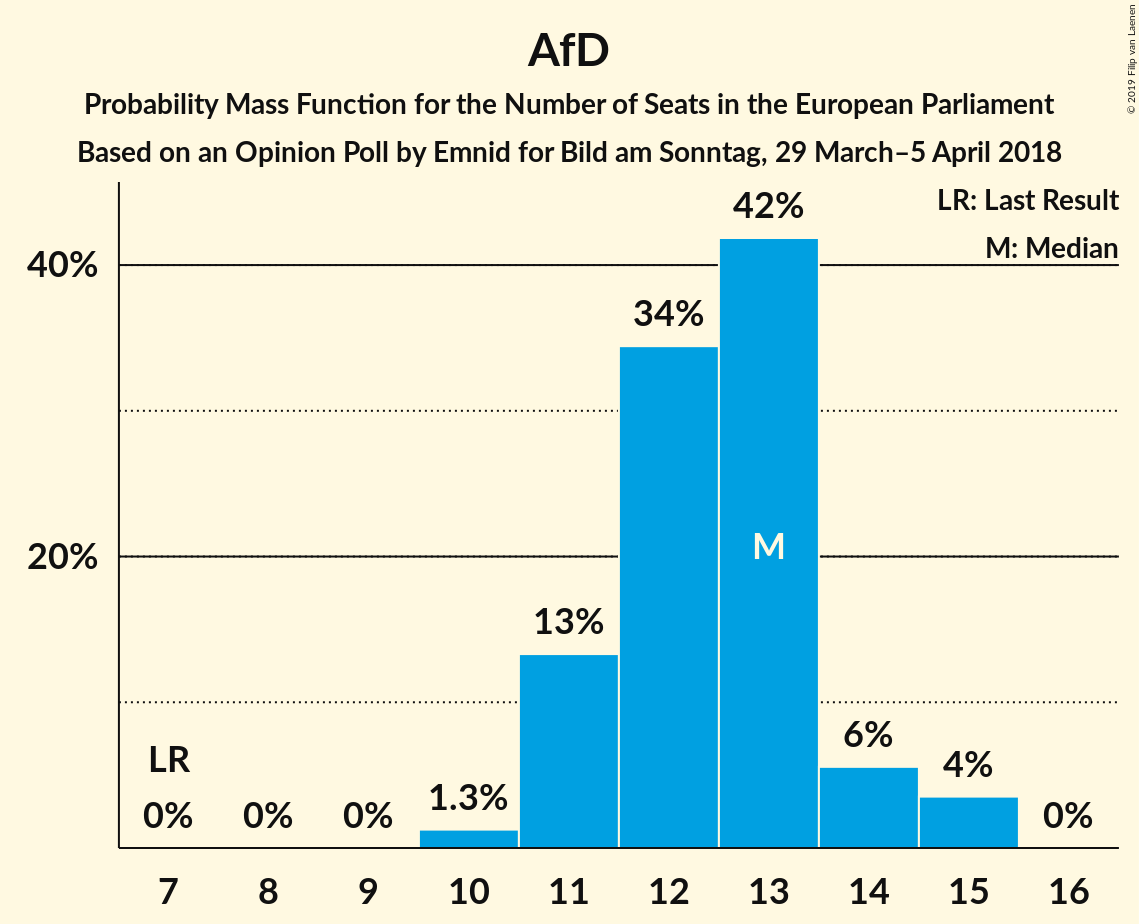 AfD
Probability Mass Function for the Number of Seats in the European Parliament
Based on an Opinion Poll by Emnid for Bild am Sonntag, 29 March–5 April 2018
© 2019 Filip van Laenen
LR: Last Result
M: Median
42%
40%
34%
20%
M
13%
6%
4%
LR
1.3%
0%
0%
0%
0%
7
8
9
10
11
12
13
14
15
16